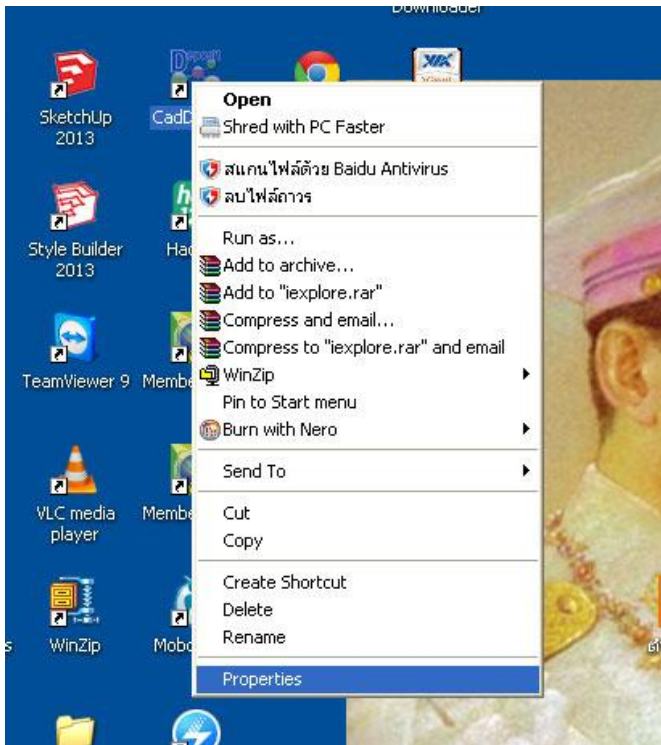 Downloader
SketchUp
2013
Deposit
CadD
VIA
Style Builder
2013
Hac
TeamViewer 9
Membe
VLC media
player
Membe
WinZip
Mobo
s
Open
Shred with PC Faster
สแกนไฟล์ด้วย Baidu Antivirus
ลบไฟล์ถาวร
Run as...
Add to archive...
Add to "iexplore.rar"
Compress and email...
Compress to "iexplore.rar" and email
WinZip
Pin to Start menu
Burn with Nero
Send To
Cut
Copy
Create Shortcut
Delete
Rename
Properties